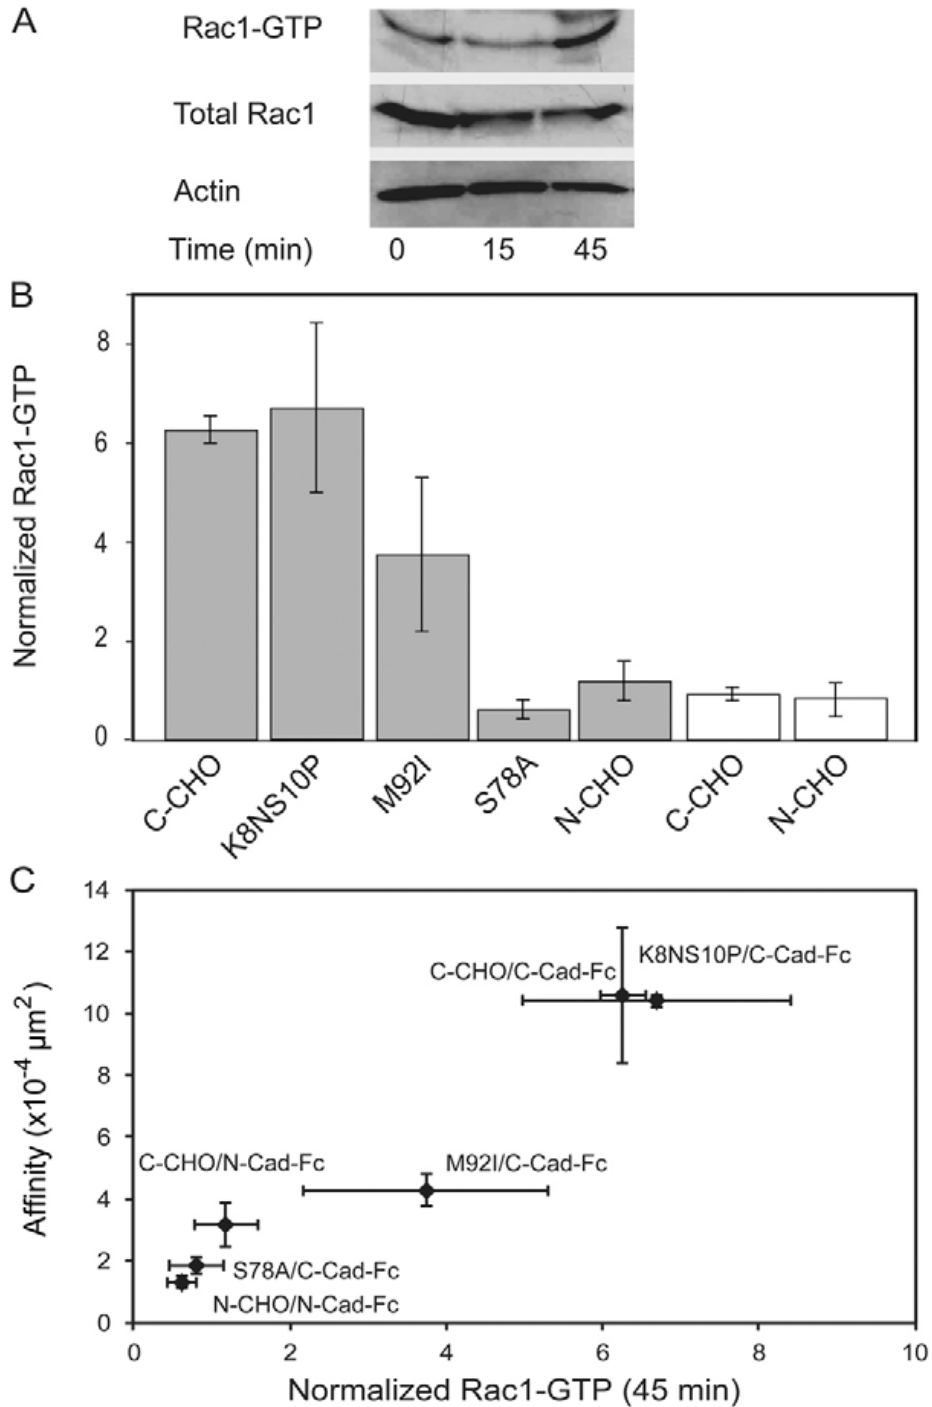 A
Rac1-GTP
Total Rac1
Actin
Time (min) 0 15 45
B
Normalized Rac1-GTP
8
6
4
2
0
C-CHO K8NS10P M92I S78A N-CHO C-CHO N-CHO
C
Affinity (x10⁻⁴ µm²)
14
12
10
8
6
4
2
0
K8NS10P/C-Cad-Fc
C-CHO/C-Cad-Fc
C-CHO/N-Cad-Fc
M92I/C-Cad-Fc
S78A/C-Cad-Fc
N-CHO/N-Cad-Fc
0 2 4 6 8 10
Normalized Rac1-GTP (45 min)